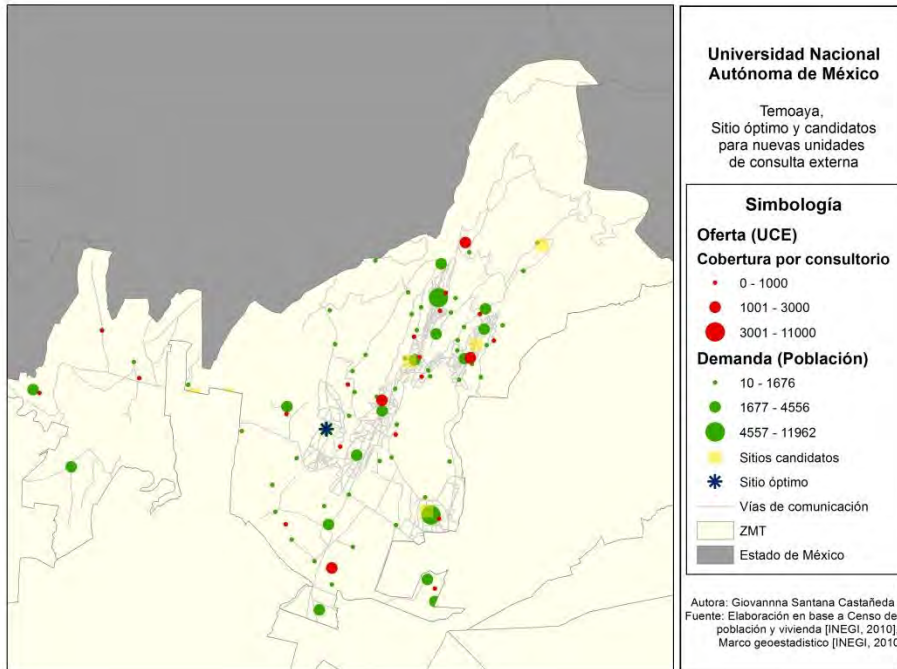 Universidad Nacional
Autónoma de México
Temoaya,
Sitio óptimo y candidatos
para nuevas unidades
de consulta externa
Simbología
Oferta (UCE)
Cobertura por consultorio
0 - 1000
1001 - 3000
3001 - 11000
Demanda (Población)
10 - 1676
1677 - 4556
4557 - 11962
Sitios candidatos
Sitio óptimo
Vías de comunicación
ZMT
Estado de México
Autora: Giovannna Santana Castañeda
Fuente: Elaboración en base a Censo de
población y vivienda [INEGI, 2010],
Marco geoestadistico [INEGI, 2010